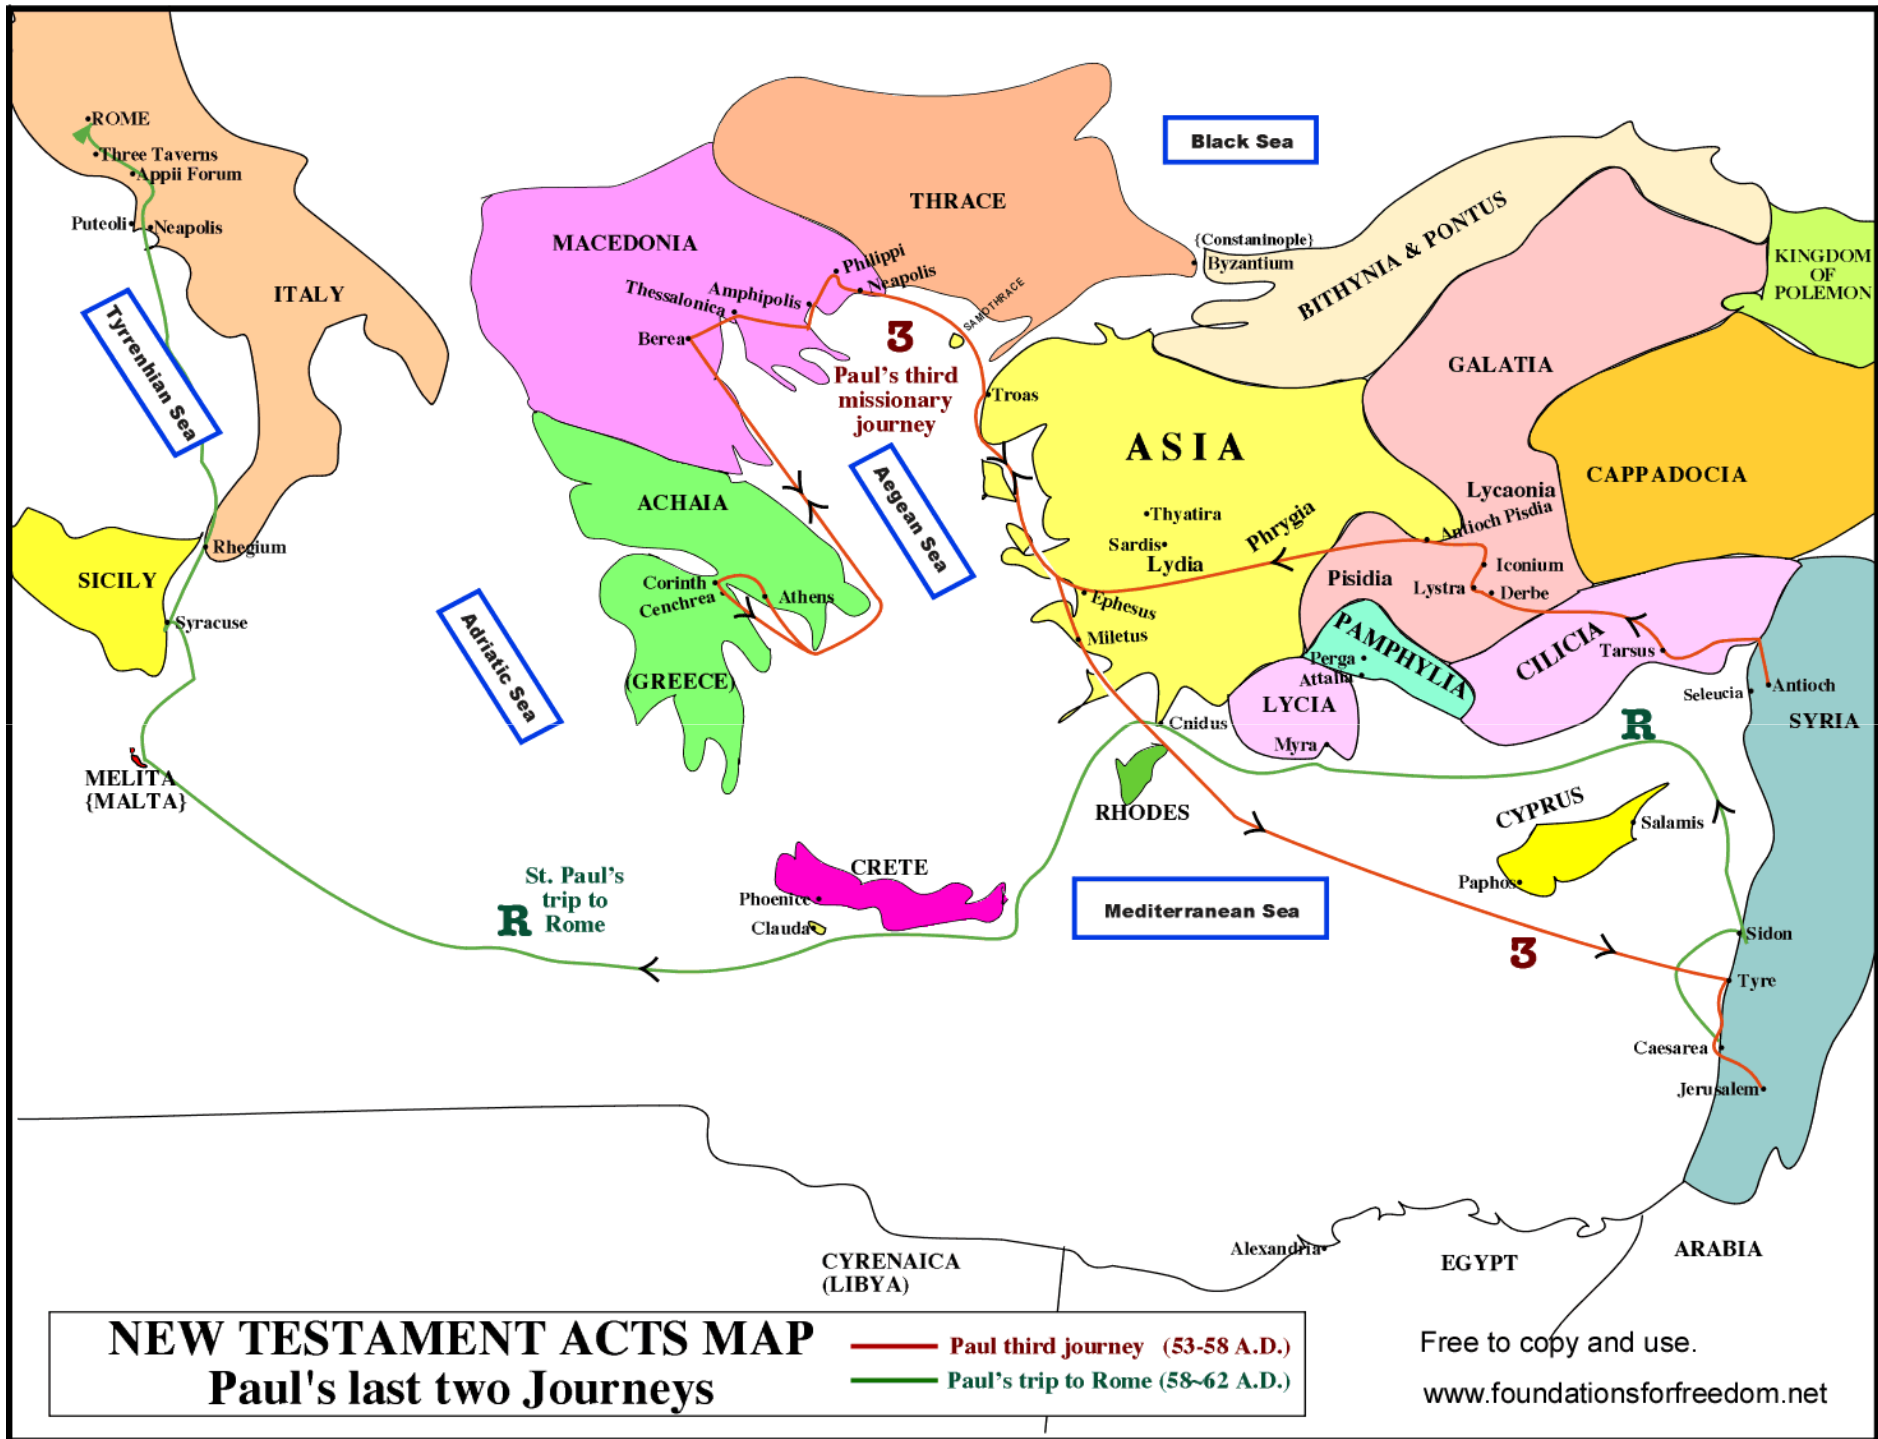 ROME
Three Taverns
Appii Forum
Puteoli
Neapolis
ITALY
Tyrrenhian Sea
Rhegium
SICILY
Syracuse
MELITA
{MALTA}
Adriatic Sea
MACEDONIA
THRACE
Black Sea
{Constaninople}
Byzantium
BITHYNIA & PONTUS
KINGDOM
OF
POLEMON
Philippi
Neapolis
Amphipolis
Thessalonica
Berea
SAMOTHRACE
3
Paul's third
missionary
journey
Troas
GALATIA
ASIA
CAPPADOCIA
Aegean Sea
ACHAIA
Lycaonia
Antioch Pisdia
Thyatira
Phrygia
Sardis
Lydia
Iconium
Pisidia
Lystra
Derbe
Corinth
Cenchrea
Athens
Ephesus
Miletus
PAMPHYLIA
Perga
Attalia
CILICIA
Tarsus
(GREECE)
LYCIA
Myra
Cnidus
Seleucia
Antioch
SYRIA
R
RHODES
CYPRUS
Salamis
Paphos
CRETE
Phoenice
Clauda
St. Paul's
trip to
Rome
R
Mediterranean Sea
3
Sidon
Tyre
Caesarea
Jerusalem
Alexandria
CYRENAICA
(LIBYA)
EGYPT
ARABIA
NEW TESTAMENT ACTS MAP
Paul's last two Journeys
Paul third journey (53-58 A.D.)
Paul's trip to Rome (58~62 A.D.)
Free to copy and use.
www.foundationsforfreedom.net